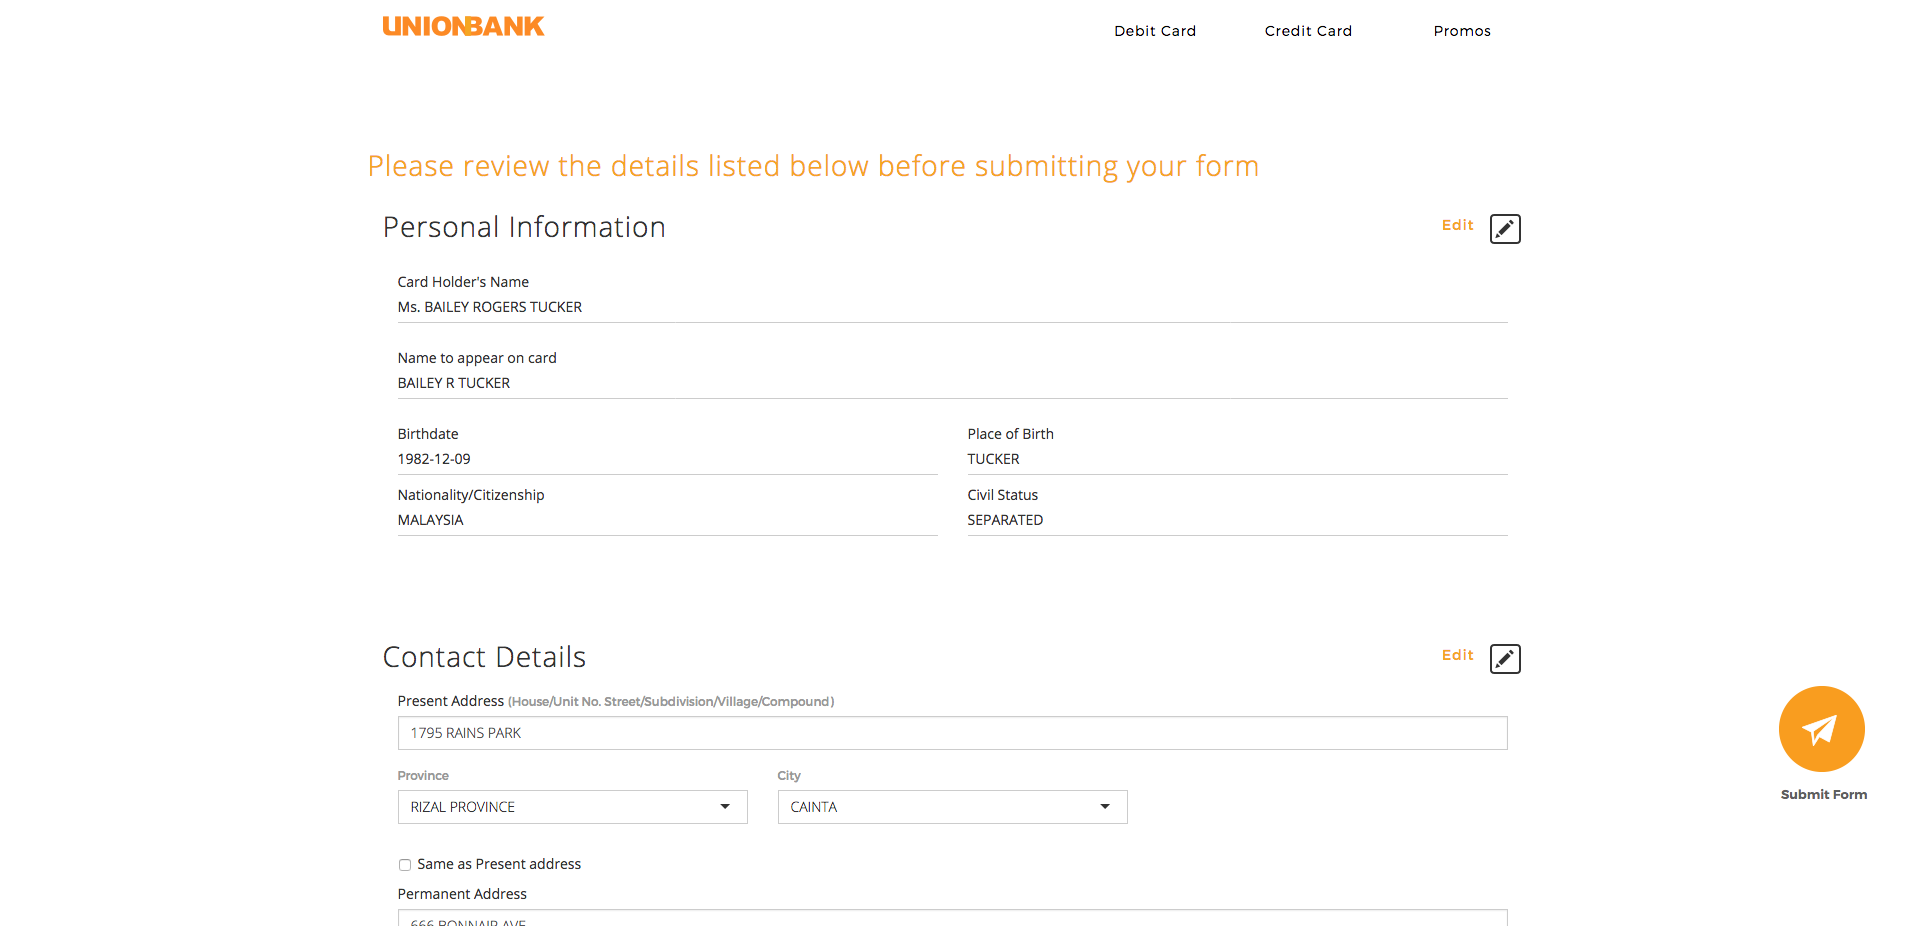 UNIONBANK
Debit Card Credit Card Promos
Please review the details listed below before submitting your form
Personal Information Edit
Card Holder's Name
Ms. BAILEY ROGERS TUCKER
Name to appear on card
BAILEY R TUCKER
Birthdate Place of Birth
1982-12-09 TUCKER
Nationality/Citizenship Civil Status
MALAYSIA SEPARATED
Contact Details Edit
Present Address (House/Unit No. Street/Subdivision/Village/Compound)
1795 RAINS PARK
Province City
RIZAL PROVINCE CAINTA
Submit Form
Same as Present address
Permanent Address
666 BONNAIR AVE